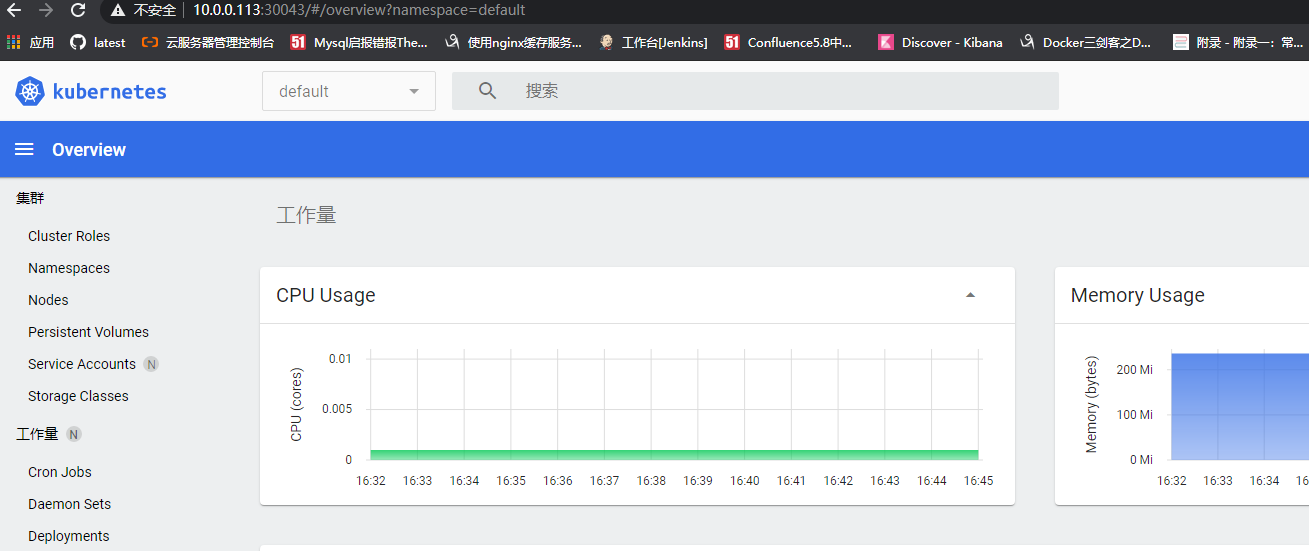 不安全 10.0.0.113:30043/#/overview?namespace=default
应用 latest 云服务器管理控制台 Mysql启报错报The... 使用nginx缓存服务... 工作台[Jenkins] Confluence5.8中... Discover - Kibana Docker三剑客之D... 附录 - 附录一：常...
kubernetes default 搜索
Overview
集群
Cluster Roles
Namespaces
Nodes
Persistent Volumes
Service Accounts N
Storage Classes
工作量 N
Cron Jobs
Daemon Sets
Deployments
工作量
CPU Usage
CPU (cores)
0.01
0.005
0
16:32 16:33 16:34 16:35 16:36 16:37 16:38 16:39 16:40 16:41 16:42 16:43 16:44 16:45
Memory Usage
Memory (bytes)
200 Mi
100 Mi
0 Mi
16:32 16:33 16:34